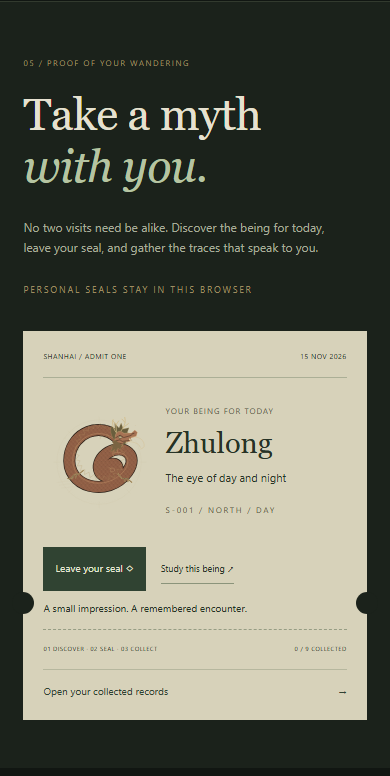 05 / PROOF OF YOUR WANDERING
Take a myth
with you.
No two visits need be alike. Discover the being for today,
leave your seal, and gather the traces that speak to you.
PERSONAL SEALS STAY IN THIS BROWSER
SHANHAI / ADMIT ONE
15 NOV 2026
YOUR BEING FOR TODAY
Zhulong
The eye of day and night
S-001 / NORTH / DAY
Leave your seal ◇
Study this being ↗
A small impression. A remembered encounter.
01 DISCOVER · 02 SEAL · 03 COLLECT
0 / 9 COLLECTED
Open your collected records →